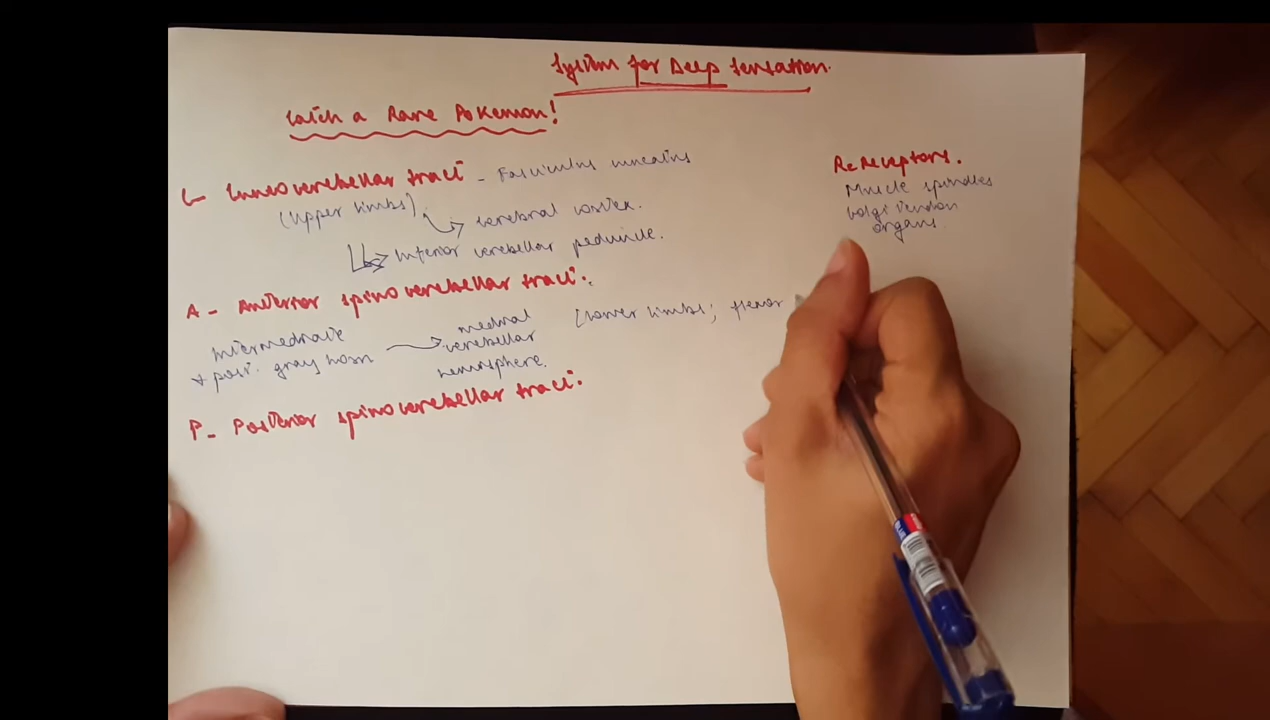 System for Deep Sensation.
Catch a Rare Pokemon!
C- Cuneocerebellar tract - Fasciculus cuneatus
(Upper limbs)
cerebral cortex.
Inferior cerebellar peduncle.
A- Anterior spinocerebellar tract.
Intermediate
+ post. gray horn
medial
cerebellar
hemisphere.
[Lower limbs; flexor
P- Posterior spinocerebellar tract.
Re Receptors.
Muscle spindles
Golgi tendon
organs.